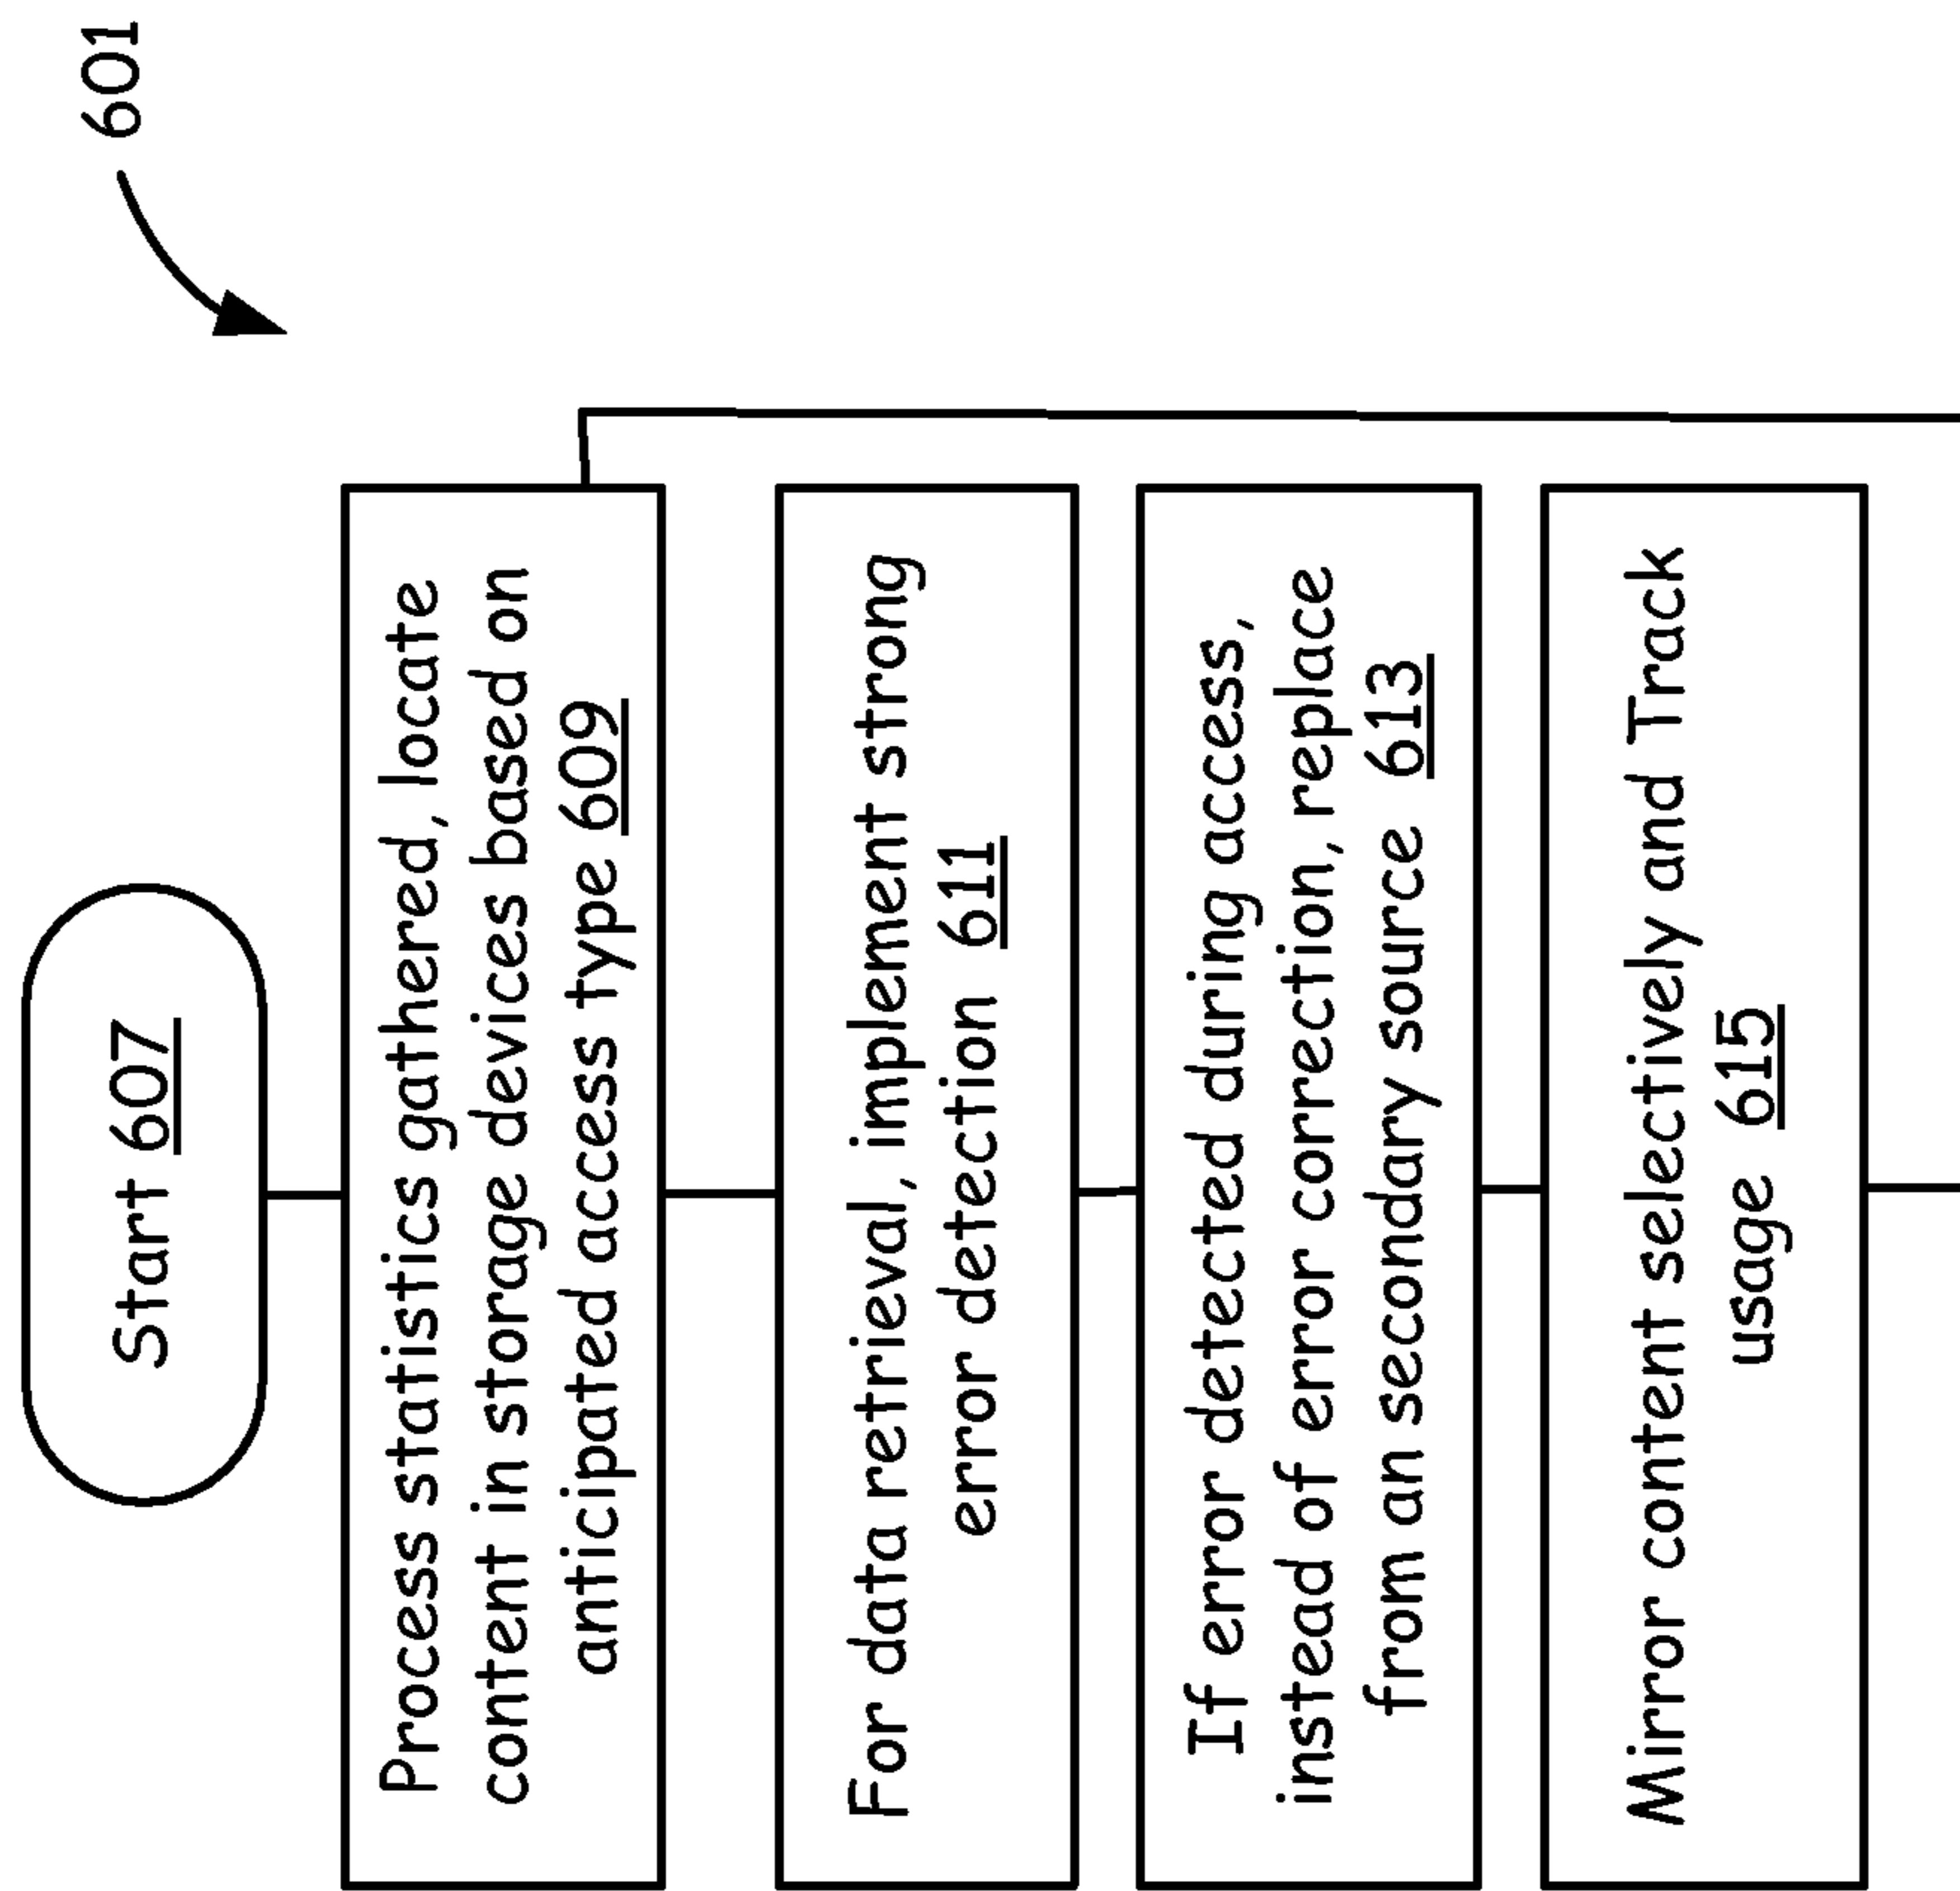 601
Start 607
Process statistics gathered, locate
content in storage devices based on
anticipated access type 609
For data retrieval, implement strong
error detection 611
If error detected during access,
instead of error correction, replace
from an secondary source 613
Mirror content selectively and Track
usage 615